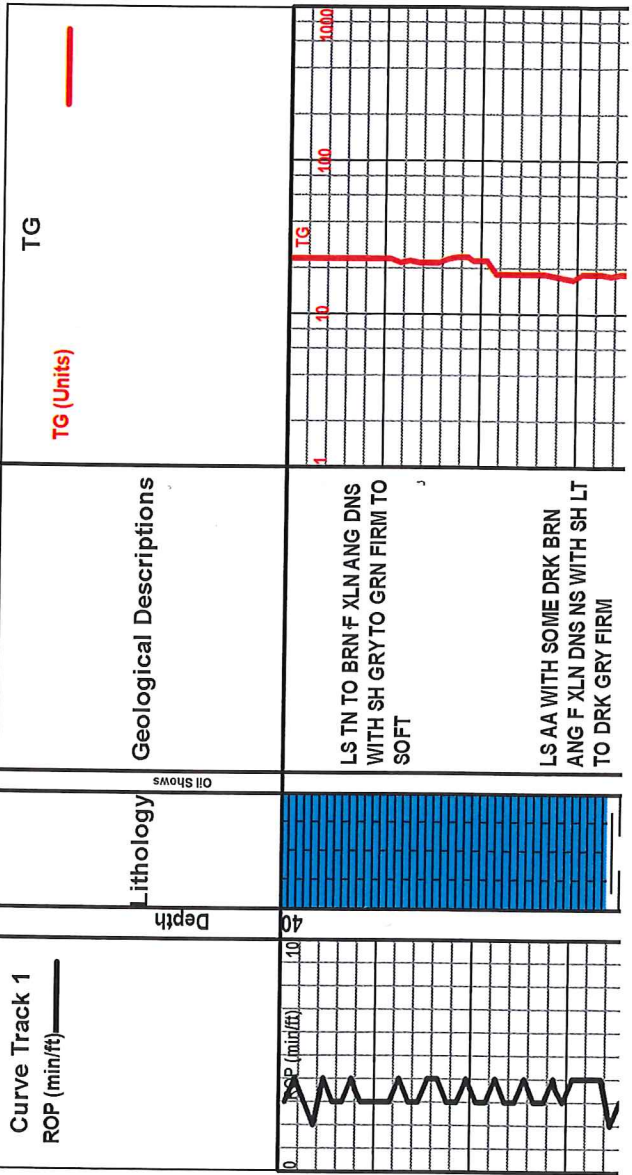 Curve Track 1
ROP (min/ft)
Depth
Lithology
Oil Shows
Geological Descriptions
TG (Units)
TG
0
ROP (min/ft)
10
40
LS TN TO BRN F XLN ANG DNS
WITH SH GRY TO GRN FIRM TO
SOFT
LS AA WITH SOME DRK BRN
ANG F XLN DNS NS WITH SH LT
TO DRK GRY FIRM
1
10
TG
100
1000